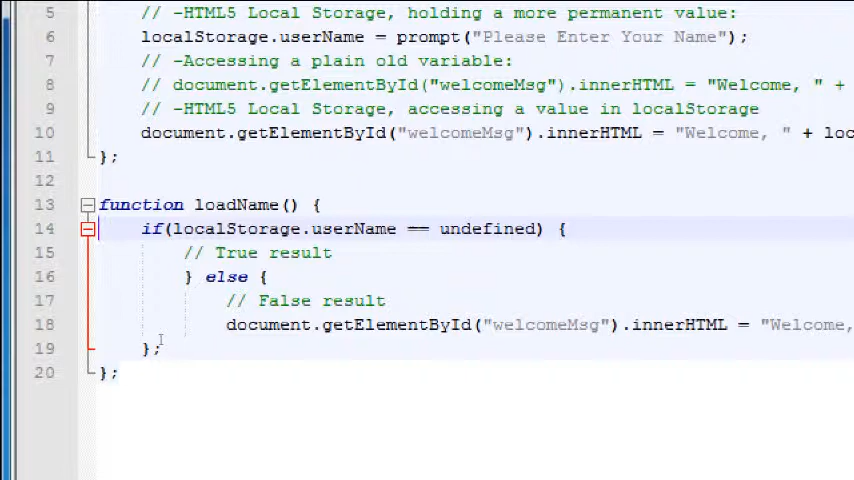 5 // -HTML5 Local Storage, holding a more permanent value:
6 localStorage.userName = prompt("Please Enter Your Name");
7 // -Accessing a plain old variable:
8 // document.getElementById("welcomeMsg").innerHTML = "Welcome, " +
9 // -HTML5 Local Storage, accessing a value in localStorage
10 document.getElementById("welcomeMsg").innerHTML = "Welcome, " + loc
11 };
12
13 function loadName() {
14 if(localStorage.userName == undefined) {
15 // True result
16 } else {
17 // False result
18 document.getElementById("welcomeMsg").innerHTML = "Welcome,
19 };
20 };